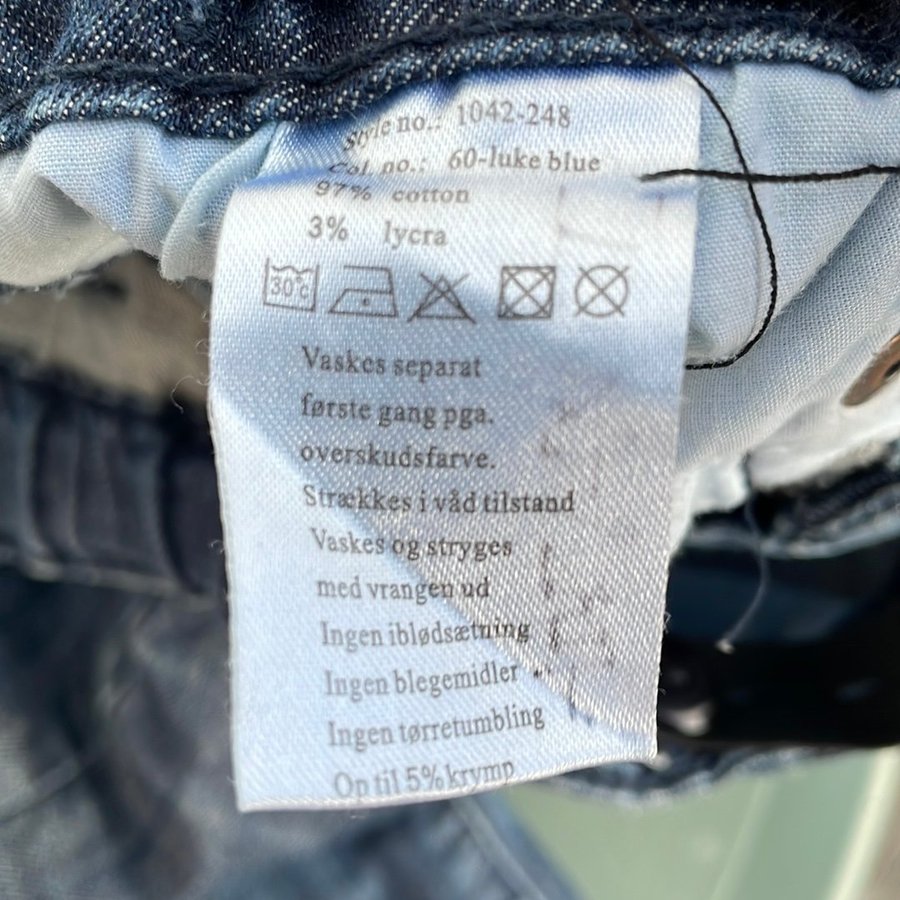 Style no.: 1042-248
Col no.: 60-luke blue
97% cotton
3% lycra
30°c
Vaskes separat
første gang pga.
overskudsfarve.
Strækkes i våd tilstand
Vaskes og stryges
med vrangen ud
Ingen iblødsætning
Ingen blegemidler
Ingen tørretumbling
Op til 5% krymp